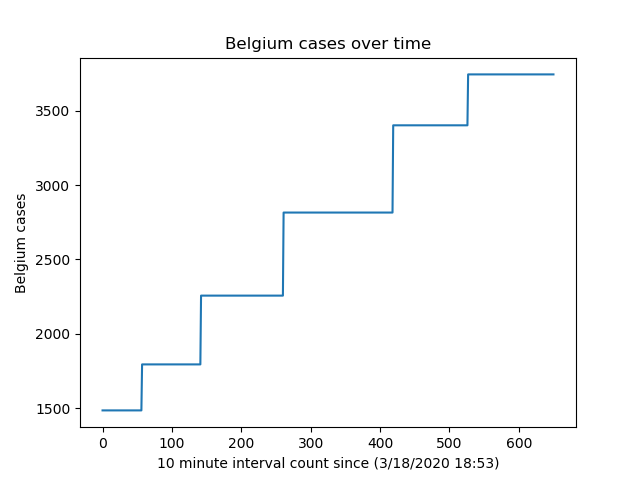 Belgium cases over time
3500
3000
2500
2000
1500
Belgium cases
0 100 200 300 400 500 600
10 minute interval count since (3/18/2020 18:53)